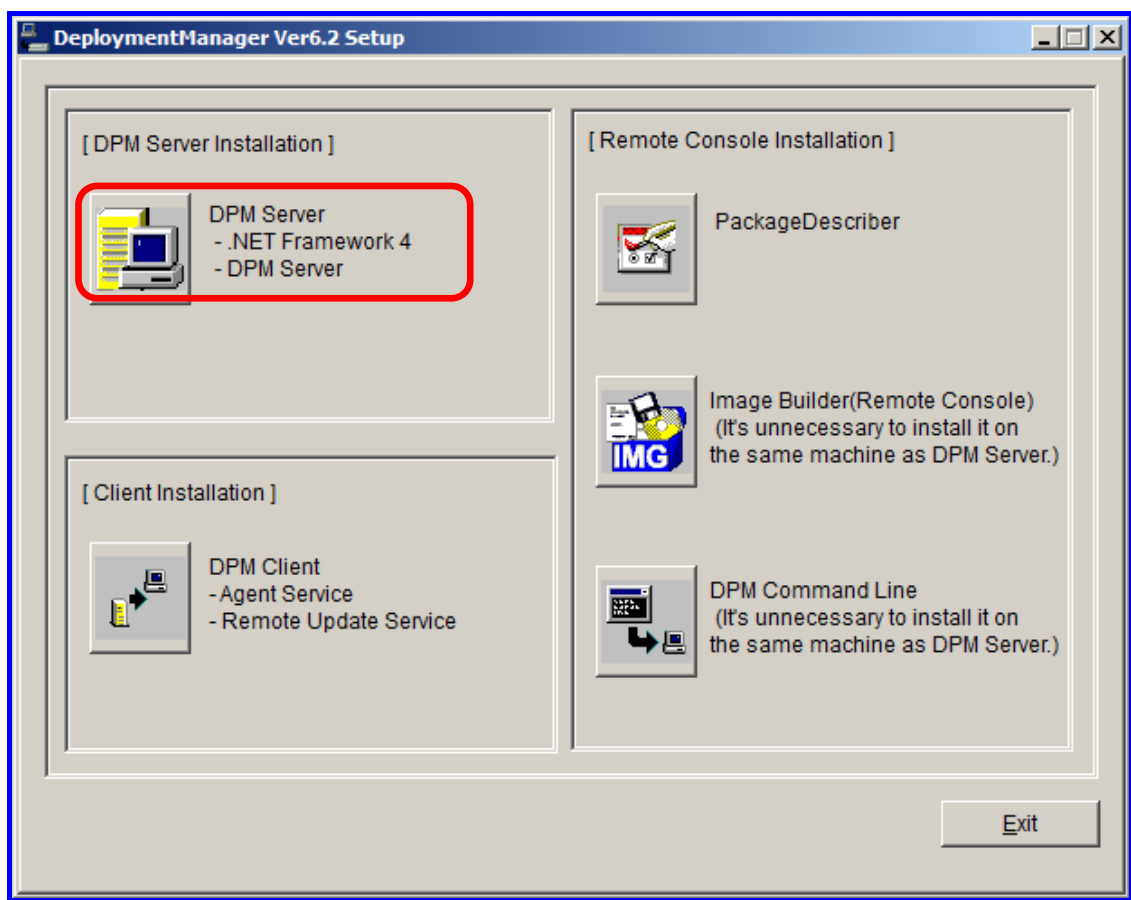 DeploymentManager Ver6.2 Setup
[ DPM Server Installation ]
DPM Server
- .NET Framework 4
- DPM Server
[ Client Installation ]
DPM Client
- Agent Service
- Remote Update Service
[ Remote Console Installation ]
PackageDescriber
IMG
Image Builder(Remote Console)
(It's unnecessary to install it on
the same machine as DPM Server.)
DPM Command Line
(It's unnecessary to install it on
the same machine as DPM Server.)
Exit